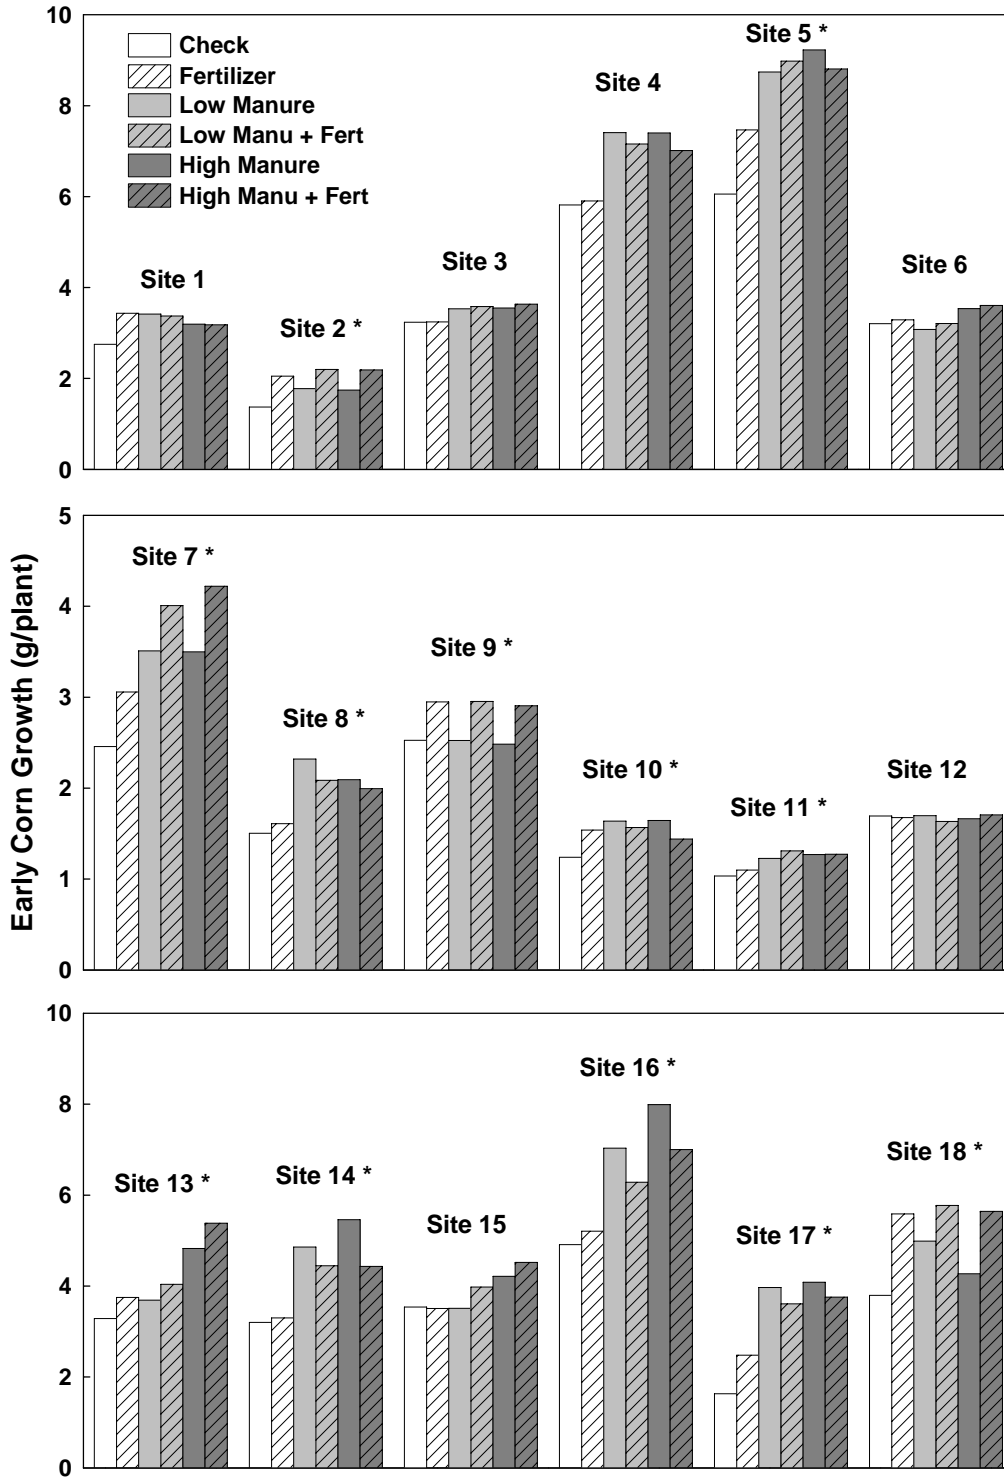 10
8
6
4
2
0
Check
Fertilizer
Low Manure
Low Manu + Fert
High Manure
High Manu + Fert
Site 1
Site 2 *
Site 3
Site 4
Site 5 *
Site 6
Early Corn Growth (g/plant)
5
4
3
2
1
0
Site 7 *
Site 8 *
Site 9 *
Site 10 *
Site 11 *
Site 12
10
8
6
4
2
0
Site 13 *
Site 14 *
Site 15
Site 16 *
Site 17 *
Site 18 *